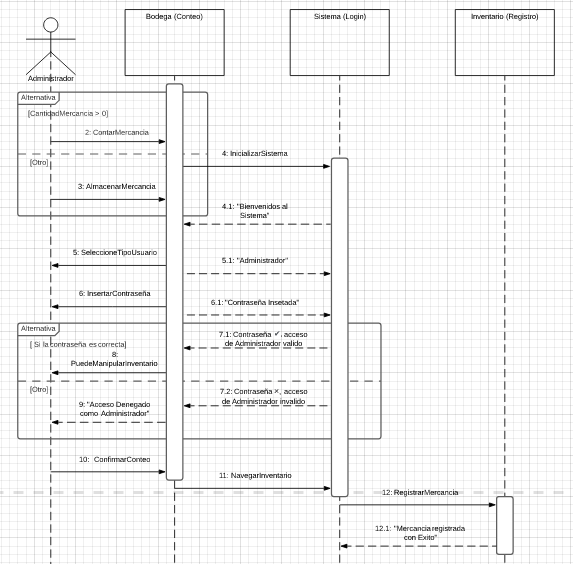 Bodega (Conteo)
Sistema (Login)
Inventario (Registro)
Administrador
Alternativa
[CantidadMercancia > 0]
2: ContarMercancia
[Otro]
4: InicializarSistema
3: AlmacenarMercancia
4.1: "Bienvenidos al
Sistema"
5: SeleccioneTipoUsuario
5.1: "Administrador"
6: InsertarContraseña
6.1: "Contraseña Insetada"
Alternativa
7.1: Contraseña ✓, acceso
de Administrador valido
[ Si la contraseña es correcta]
8:
PuedeManipularInventario
[Otro]
7.2: Contraseña ×, acceso
de Administrador invalido
9: "Acceso Denegado
como Administrador"
10: ConfirmarConteo
11: NavegarInventario
12: RegistrarMercancia
12.1: "Mercancia registrada
con Exito"